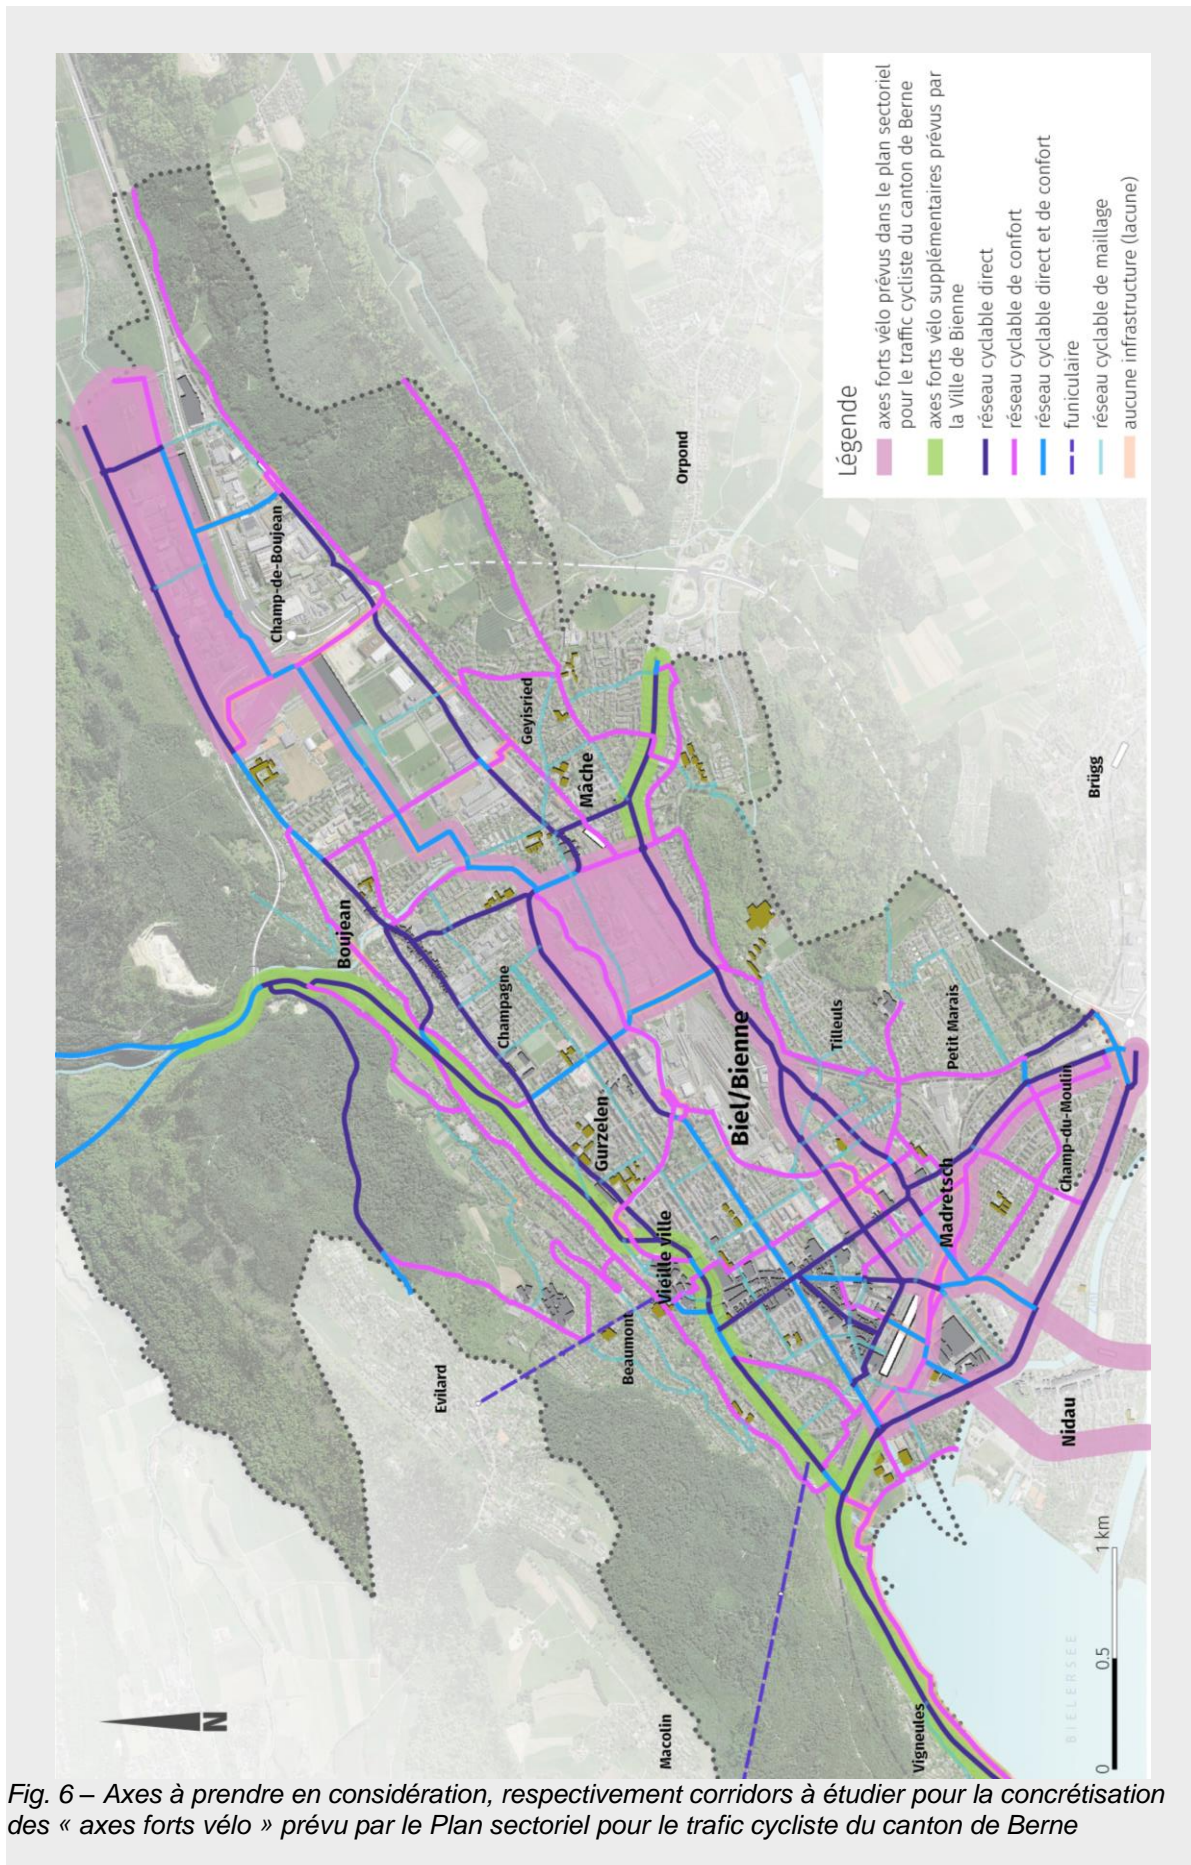 Légende
axes forts vélo prévus dans le plan sectoriel
pour le traffic cycliste du canton de Berne
axes forts vélo supplémentaires prévus par
la Ville de Bienne
réseau cyclable direct
réseau cyclable de confort
réseau cyclable direct et de confort
funiculaire
réseau cyclable de maillage
aucune infrastructure (lacune)
Champ-de-Boujean
Orpond
Geyisried
Mâche
Brügg
Boujean
Champagne
Tilleuls
Petit Marais
Biel/Bienne
Gurzelen
Champ-du-Moulin
Madretsch
Vieille ville
Beaumont
Evilard
Nidau
Macolin
Vigneules
BIELERSEE
N
0
0.5
1 km
Fig. 6 – Axes à prendre en considération, respectivement corridors à étudier pour la concrétisation
des « axes forts vélo » prévu par le Plan sectoriel pour le trafic cycliste du canton de Berne